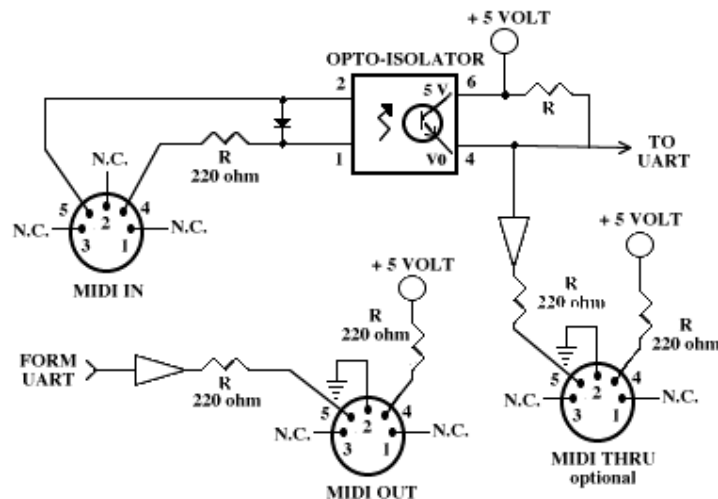 + 5 VOLT
OPTO-ISOLATOR
2
6
5 V
R
N.C.
R
220 ohm
1
V0
4
TO
UART
5
4
2
N.C.
3
1
N.C.
MIDI IN
+ 5 VOLT
+ 5 VOLT
R
220 ohm
R
220 ohm
R
220 ohm
FORM
UART
R
220 ohm
5
4
2
N.C.
3
1
N.C.
MIDI OUT
5
4
2
N.C.
3
1
N.C.
MIDI THRU
optional